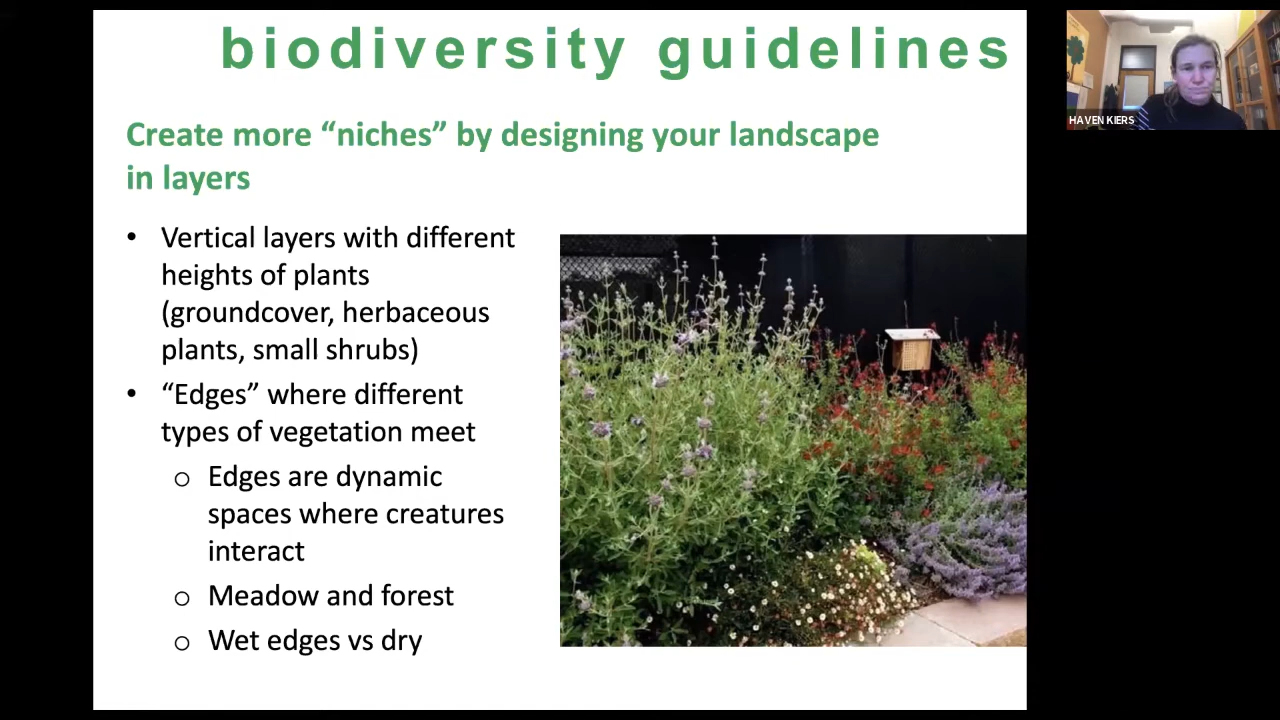 biodiversity guidelines
HAVEN KIERS
Create more “niches” by designing your landscape
in layers
• Vertical layers with different
heights of plants
(groundcover, herbaceous
plants, small shrubs)
• “Edges” where different
types of vegetation meet
o Edges are dynamic
spaces where creatures
interact
o Meadow and forest
o Wet edges vs dry